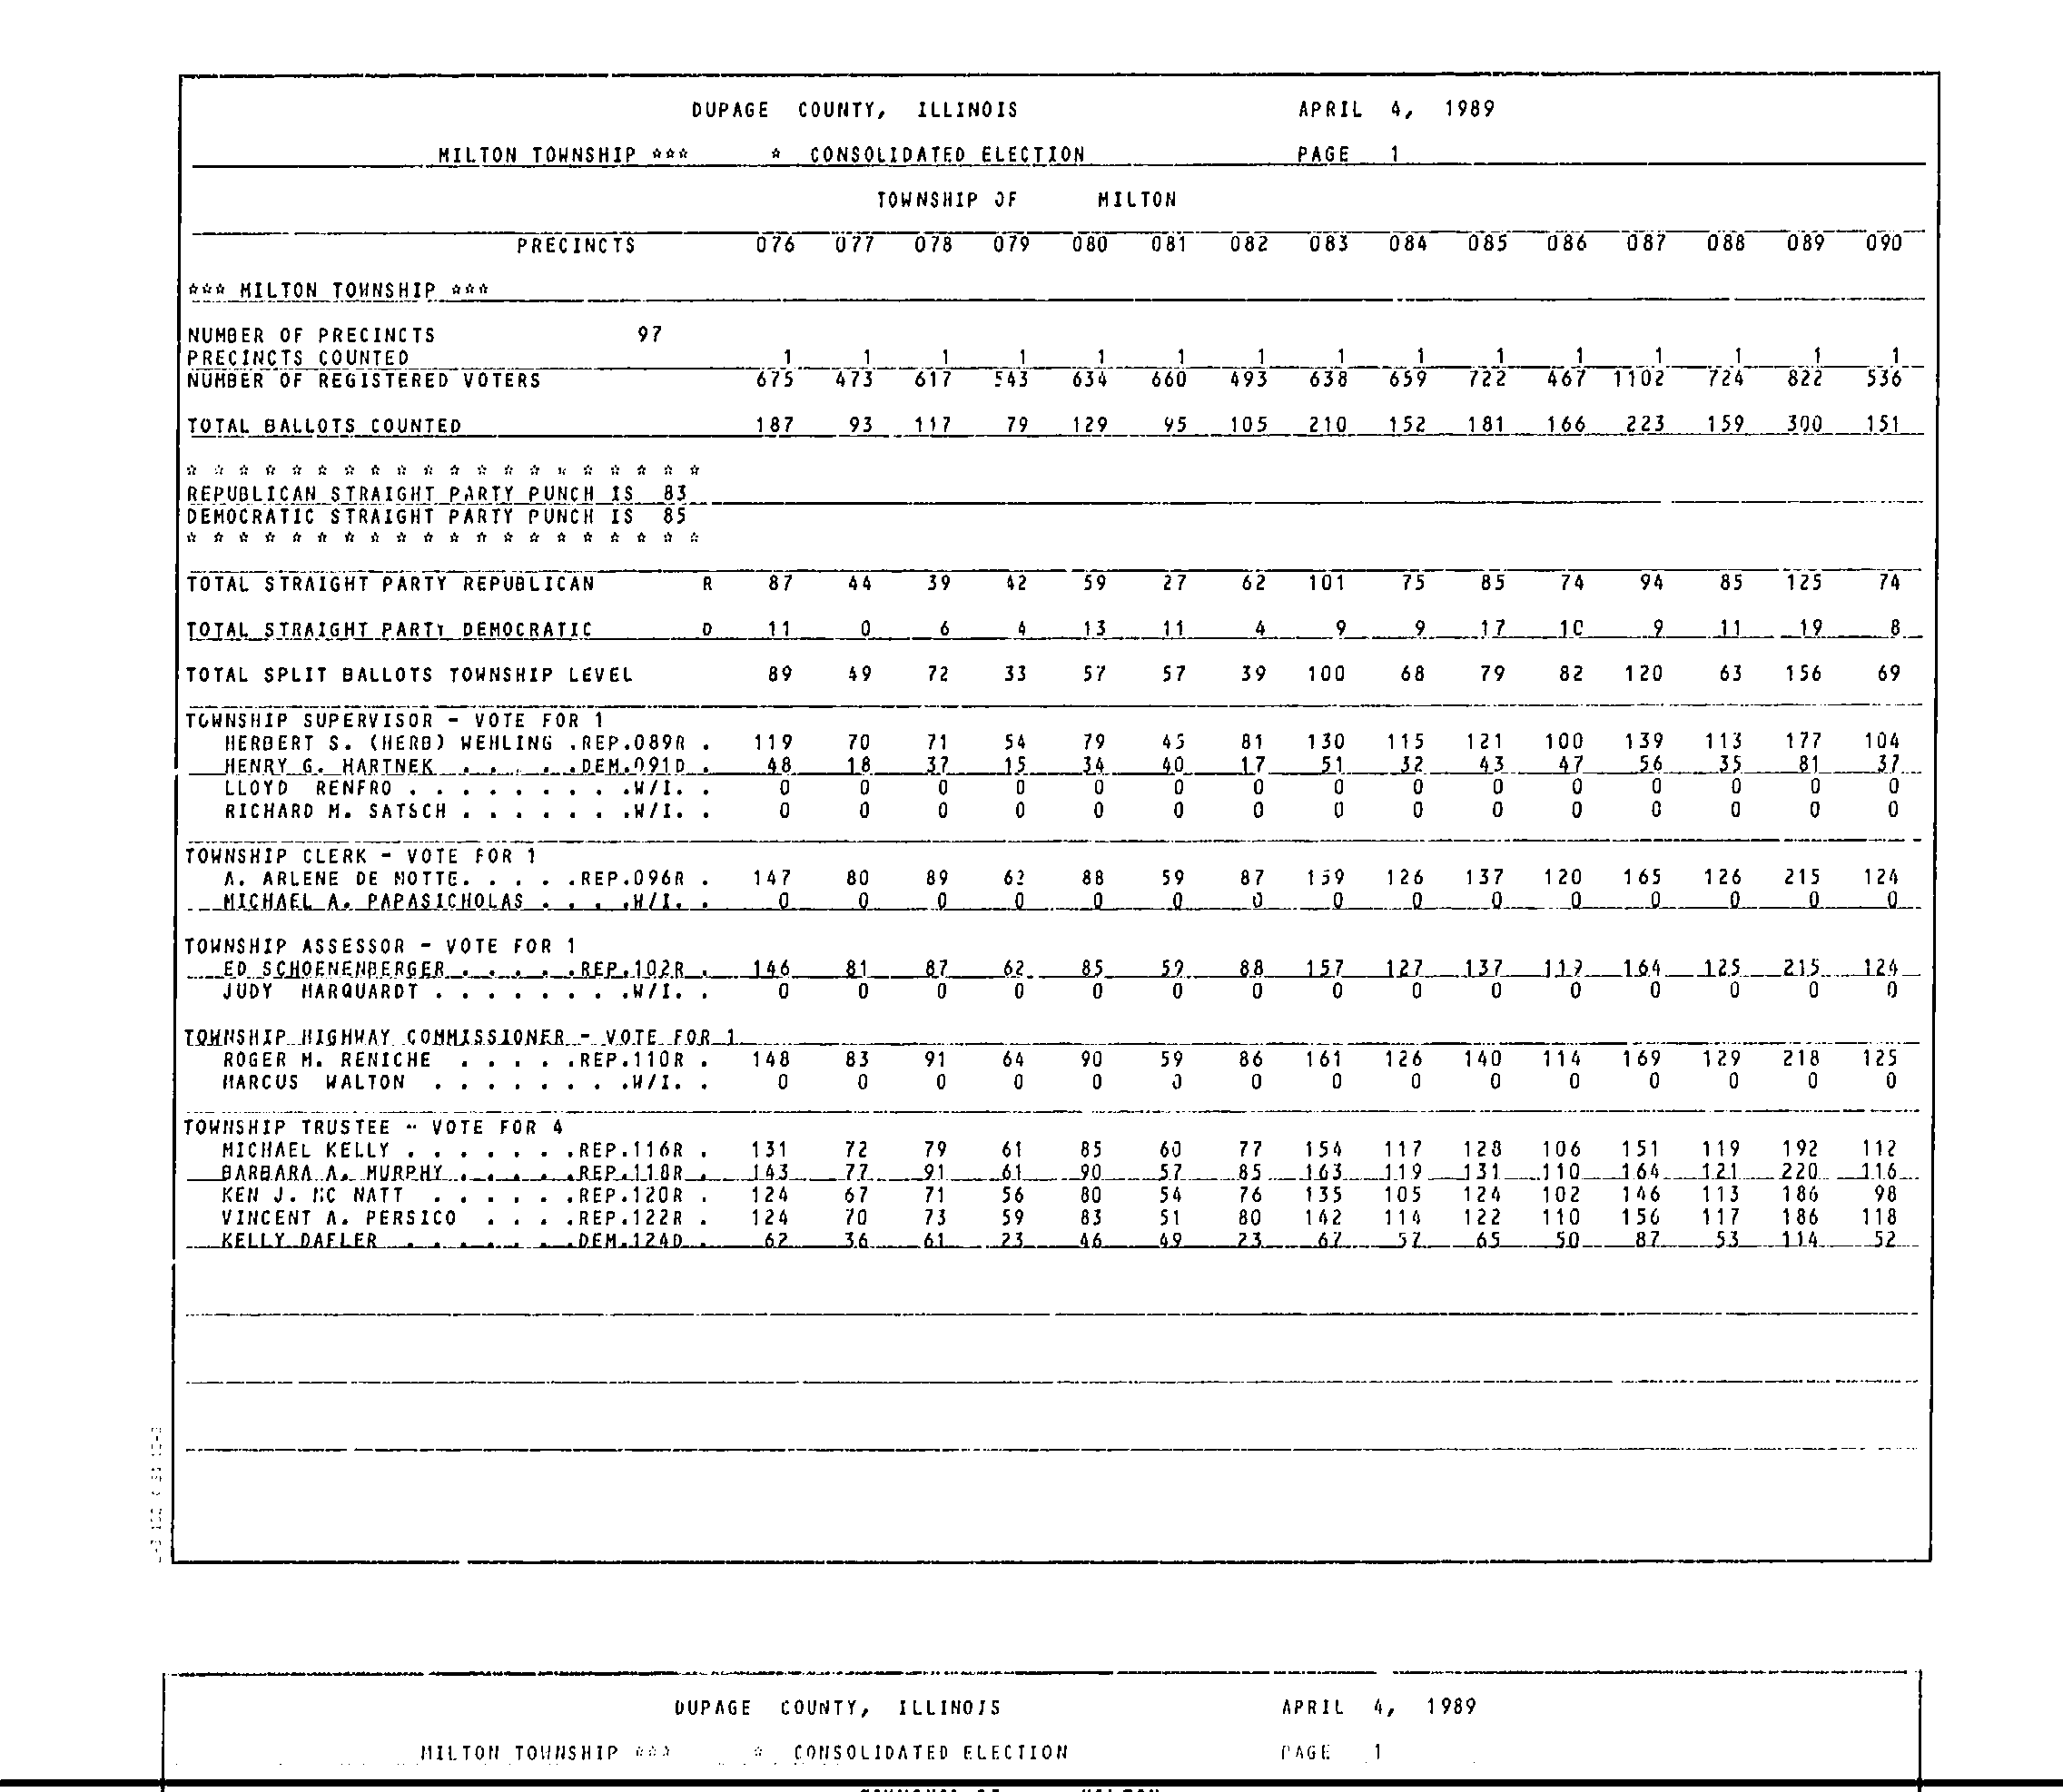 DUPAGE COUNTY, ILLINOIS APRIL 4, 1989
MILTON TOWNSHIP *** * CONSOLIDATED ELECTION PAGE 1
TOWNSHIP OF MILTON
PRECINCTS 076 077 078 079 080 081 082 083 084 085 086 087 088 089 090
*** MILTON TOWNSHIP ***
NUMBER OF PRECINCTS 97
PRECINCTS COUNTED 1 1 1 1 1 1 1 1 1 1 1 1 1 1 1
NUMBER OF REGISTERED VOTERS 675 473 617 543 634 660 493 638 659 722 467 1102 724 822 536
TOTAL BALLOTS COUNTED 187 93 117 79 129 95 105 210 152 181 166 223 159 300 151
* * * * * * * * * * * * * * * * * * * *
REPUBLICAN STRAIGHT PARTY PUNCH IS 83
DEMOCRATIC STRAIGHT PARTY PUNCH IS 85
* * * * * * * * * * * * * * * * * * * *
TOTAL STRAIGHT PARTY REPUBLICAN R 87 44 39 42 59 27 62 101 75 85 74 94 85 125 74
TOTAL STRAIGHT PARTY DEMOCRATIC D 11 0 6 4 13 11 4 9 9 17 10 9 11 19 8
TOTAL SPLIT BALLOTS TOWNSHIP LEVEL 89 49 72 33 57 57 39 100 68 79 82 120 63 156 69
TOWNSHIP SUPERVISOR - VOTE FOR 1
HERBERT S. (HERB) WEHLING .REP.089R . 119 70 71 54 79 45 81 130 115 121 100 139 113 177 104
HENRY G. HARTNEK . . . . . .DEM.091D . 48 18 37 15 34 40 17 51 32 43 47 56 35 81 37
LLOYD RENFRO . . . . . . . . .W/I. . 0 0 0 0 0 0 0 0 0 0 0 0 0 0 0
RICHARD M. SATSCH . . . . . . .W/I. . 0 0 0 0 0 0 0 0 0 0 0 0 0 0 0
TOWNSHIP CLERK - VOTE FOR 1
A. ARLENE DE MOTTE. . . . . .REP.096R . 147 80 89 62 88 59 87 159 126 137 120 165 126 215 124
MICHAEL A. PAPASICHOLAS . . . .W/I. . 0 0 0 0 0 0 0 0 0 0 0 0 0 0 0
TOWNSHIP ASSESSOR - VOTE FOR 1
ED SCHOENENBERGER . . . . . .REP.102R . 146 81 87 62 85 59 88 157 127 137 119 164 125 215 124
JUDY MARQUARDT . . . . . . . .W/I. . 0 0 0 0 0 0 0 0 0 0 0 0 0 0 0
TOWNSHIP HIGHWAY COMMISSIONER - VOTE FOR 1
ROGER M. RENICHE . . . . . .REP.110R . 148 83 91 64 90 59 86 161 126 140 114 169 129 218 125
MARCUS WALTON . . . . . . . . .W/I. . 0 0 0 0 0 0 0 0 0 0 0 0 0 0 0
TOWNSHIP TRUSTEE - VOTE FOR 4
MICHAEL KELLY . . . . . . . .REP.116R . 131 72 79 61 85 60 77 154 117 128 106 151 119 192 112
BARBARA A. MURPHY . . . . . .REP.118R . 143 77 91 61 90 57 85 163 119 131 110 164 121 220 116
KEN J. MC NATT . . . . . . .REP.120R . 124 67 71 56 80 54 76 135 105 124 102 146 113 186 98
VINCENT A. PERSICO . . . . .REP.122R . 124 70 73 59 83 51 80 142 114 122 110 156 117 186 118
KELLY DAFLER . . . . . . . .DEM.124D . 62 36 61 23 46 49 23 67 57 65 50 87 53 114 52
DUPAGE COUNTY, ILLINOIS APRIL 4, 1989
MILTON TOWNSHIP *** * CONSOLIDATED ELECTION PAGE 1